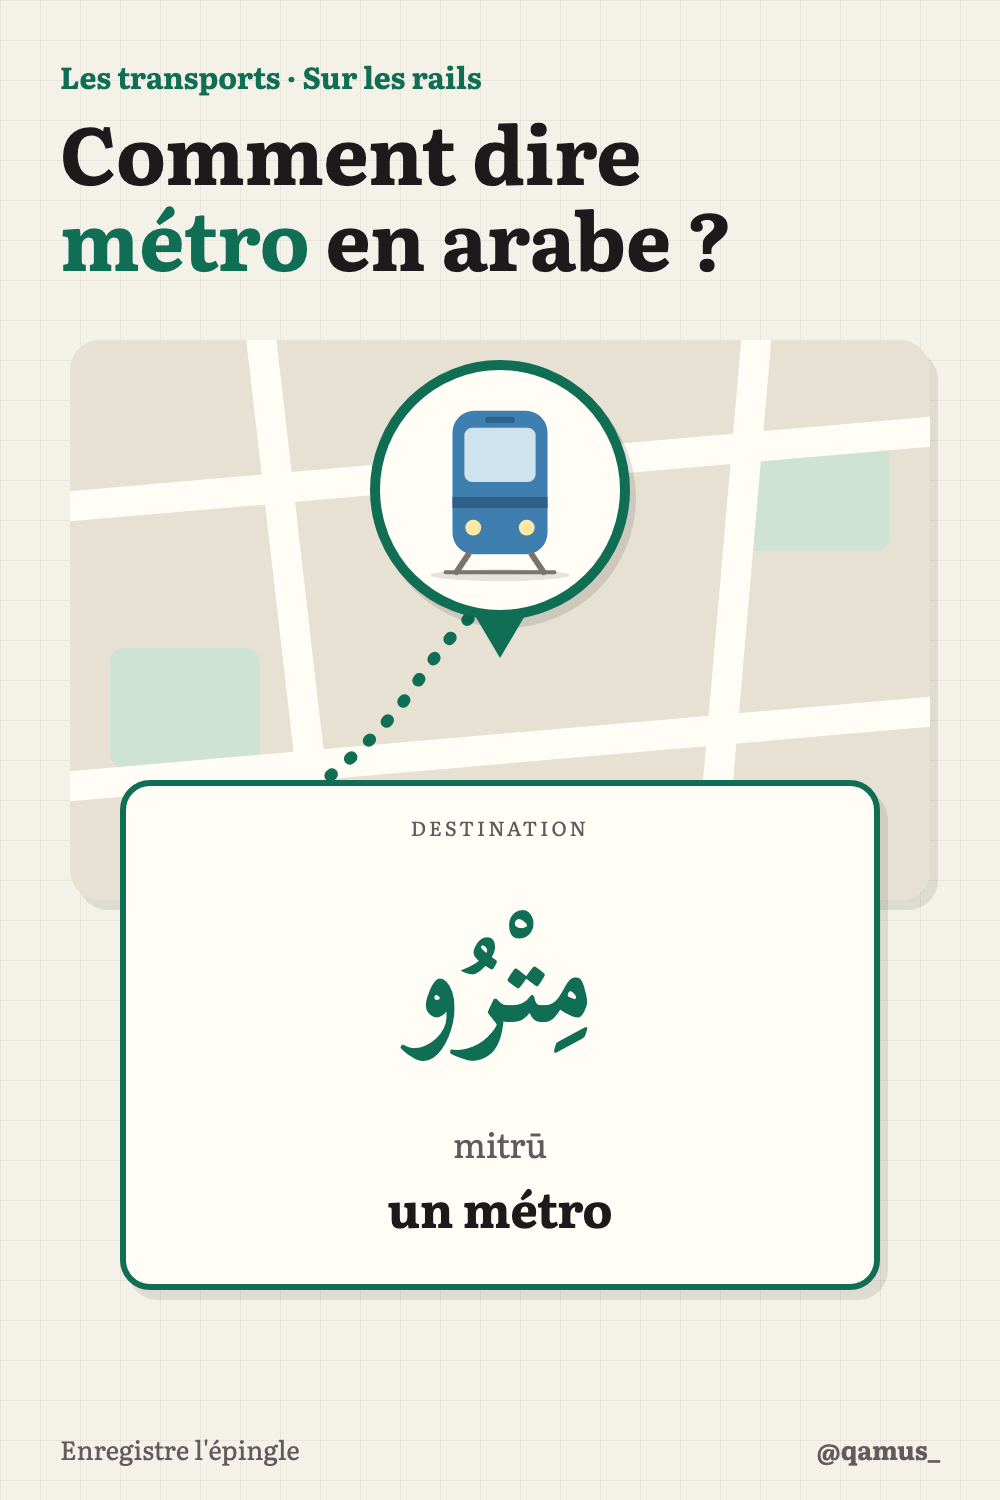 Les transports · Sur les rails
Comment dire
métro en arabe ?
DESTINATION
مِتْرُو
mitrū
un métro
Enregistre l'épingle
@qamus_